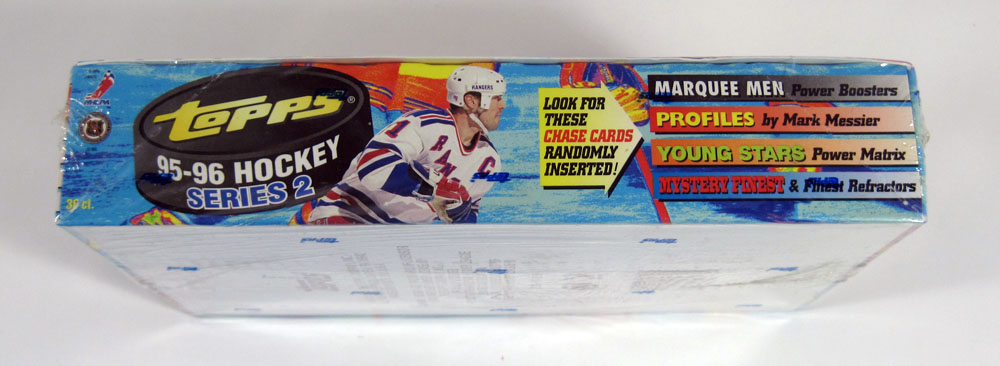 NHLPA
Topps
95-96 HOCKEY
SERIES 2
36 ct.
RANGERS
LOOK FOR
THESE
CHASE CARDS
RANDOMLY
INSERTED!
MARQUEE MEN Power Boosters
PROFILES by Mark Messier
YOUNG STARS Power Matrix
MYSTERY FINEST & Finest Refractors